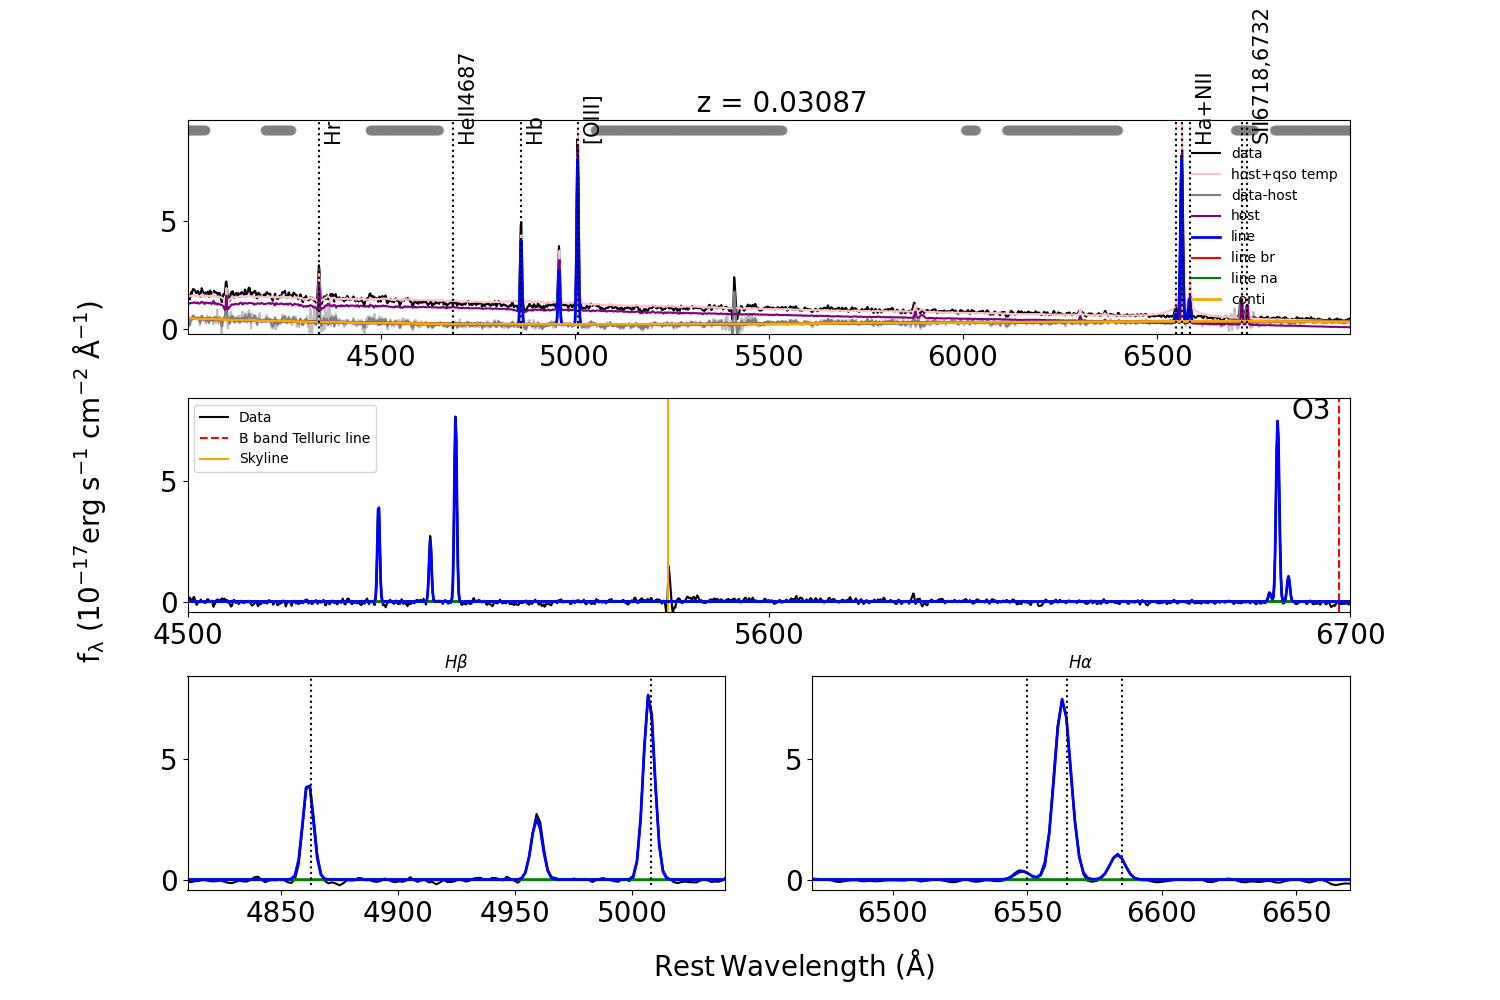 z = 0.03087
Hr
HeII4687
Hb
[OIII]
Ha+NII
SII6718,6732
data
host+qso temp
data-host
host
line
line br
line na
conti
5
0
4500 5000 5500 6000 6500
fλ (10⁻¹⁷erg s⁻¹ cm⁻² Å⁻¹)
Data
B band Telluric line
Skyline
O3
5
0
4500 5600 6700
Hβ
5
0
4850 4900 4950 5000
Hα
5
0
6500 6550 6600 6650
Rest Wavelength (Å)